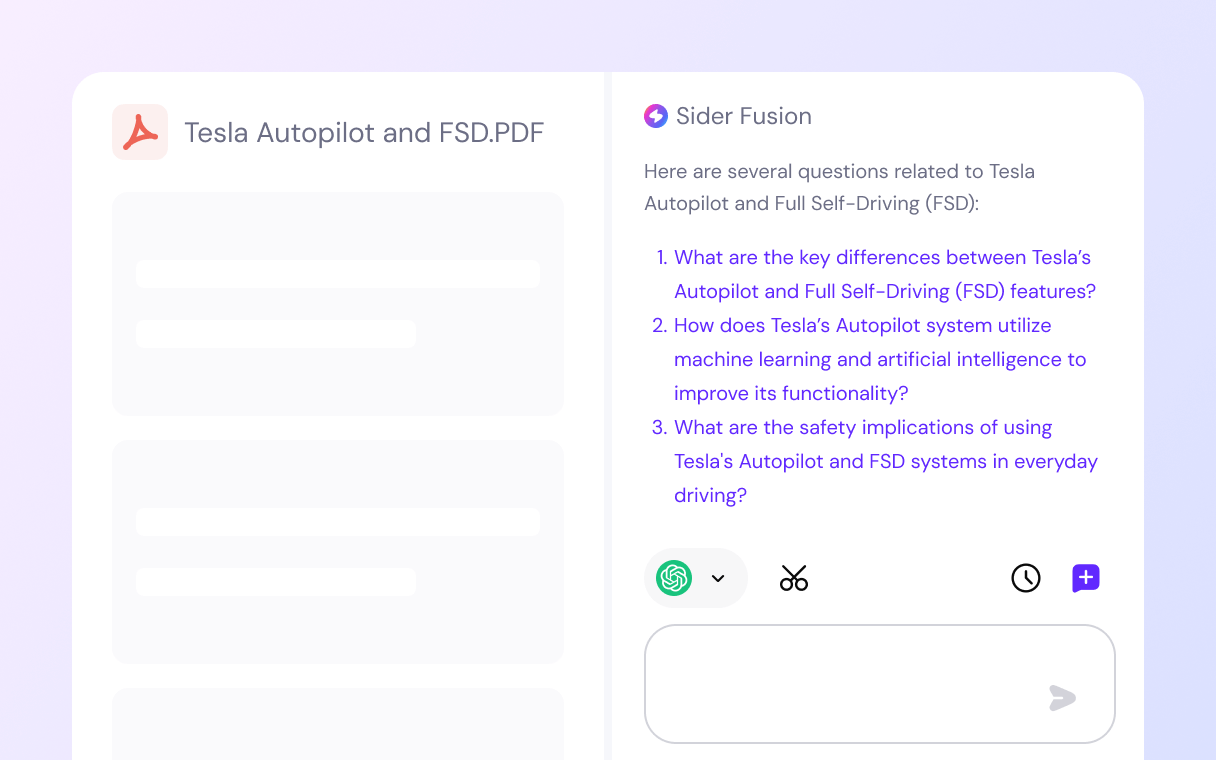 Tesla Autopilot and FSD.PDF
Sider Fusion
Here are several questions related to Tesla
Autopilot and Full Self-Driving (FSD):
1. What are the key differences between Tesla’s
Autopilot and Full Self-Driving (FSD) features?
2. How does Tesla’s Autopilot system utilize
machine learning and artificial intelligence to
improve its functionality?
3. What are the safety implications of using
Tesla's Autopilot and FSD systems in everyday
driving?